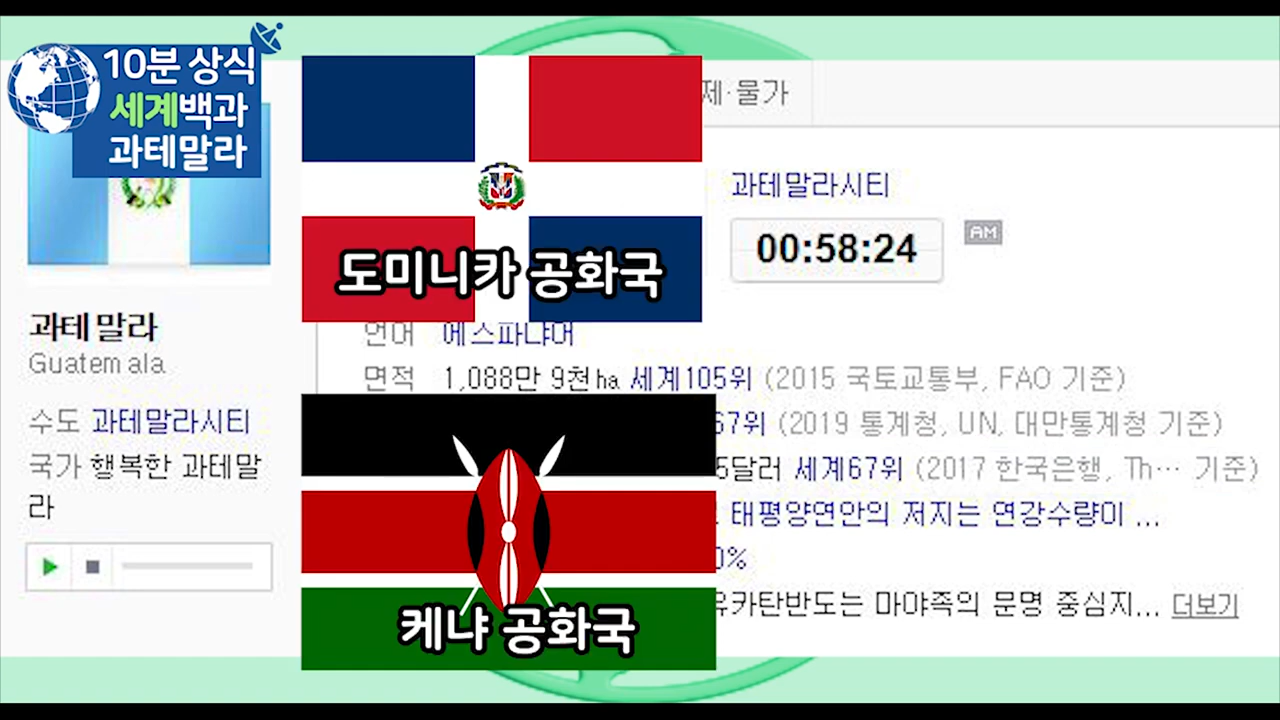 10분 상식
세계백과
과테말라
제·물가
과테말라시티
00:58:24
AM
도미니카 공화국
과테말라
Guatemala
언어 에스파냐어
면적 1,088만 9천ha 세계105위 (2015 국토교통부, FAO 기준)
수도 과테말라시티
67위 (2019 통계청, UN, 대만통계청 기준)
국가 행복한 과테말
라
5달러 세계67위 (2017 한국은행, Th… 기준)
태평양연안의 저지는 연강수량이 ...
0%
유카탄반도는 마야족의 문명 중심지... 더보기
케냐 공화국